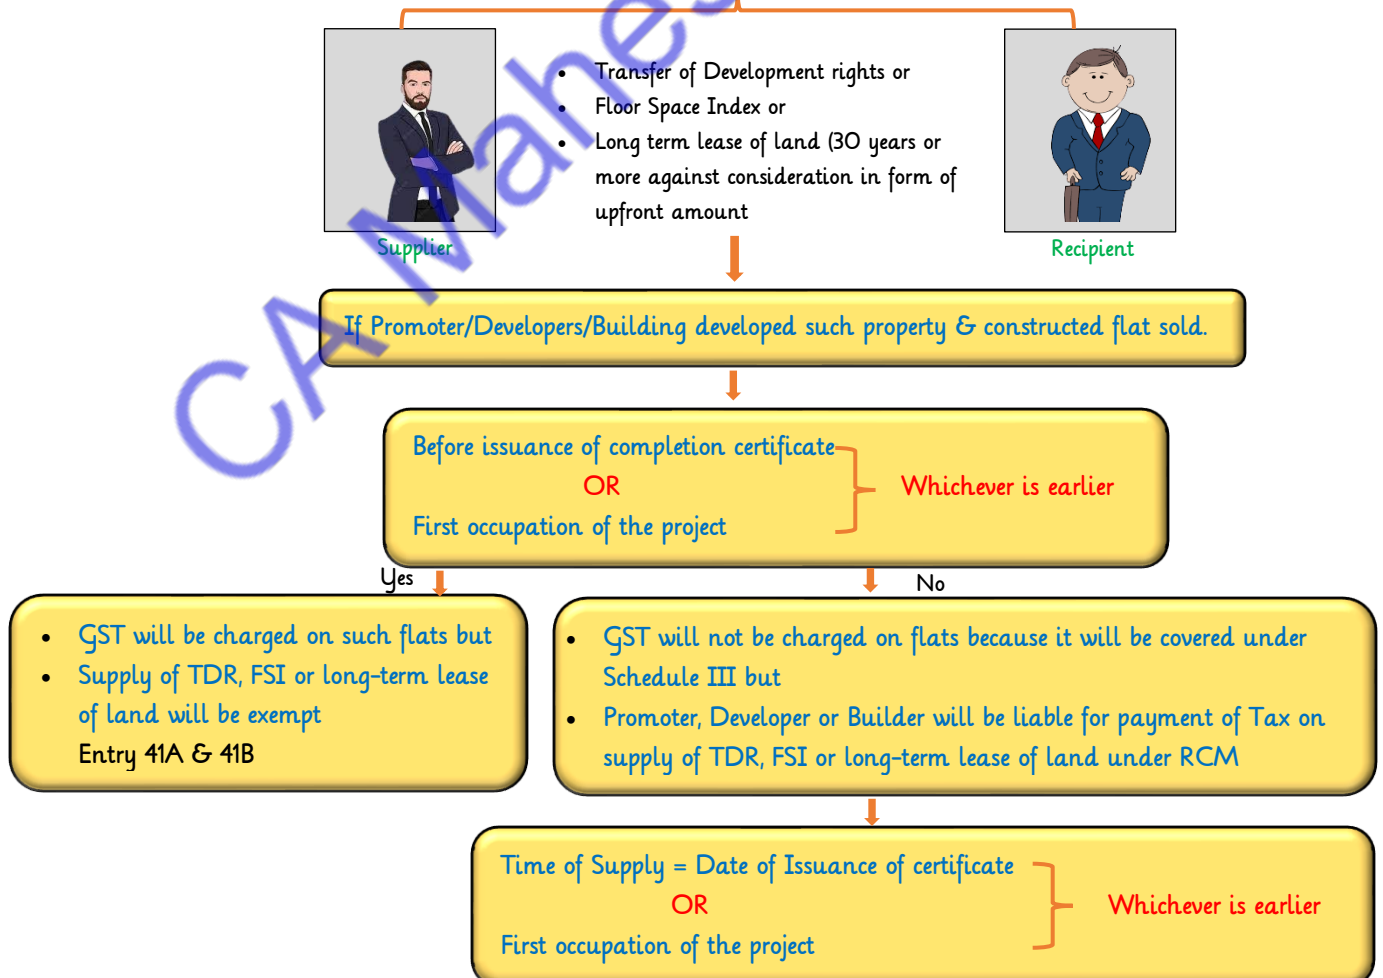 • Transfer of Development rights or
• Floor Space Index or
• Long term lease of land (30 years or
more against consideration in form of
upfront amount
Supplier
Recipient
If Promoter/Developers/Building developed such property & constructed flat sold.
Before issuance of completion certificate
OR
Whichever is earlier
First occupation of the project
Yes
No
• GST will be charged on such flats but
• Supply of TDR, FSI or long-term lease
of land will be exempt
Entry 41A & 41B
• GST will not be charged on flats because it will be covered under
Schedule III but
• Promoter, Developer or Builder will be liable for payment of Tax on
supply of TDR, FSI or long-term lease of land under RCM
Time of Supply = Date of Issuance of certificate
OR
Whichever is earlier
First occupation of the project
CA Mahes